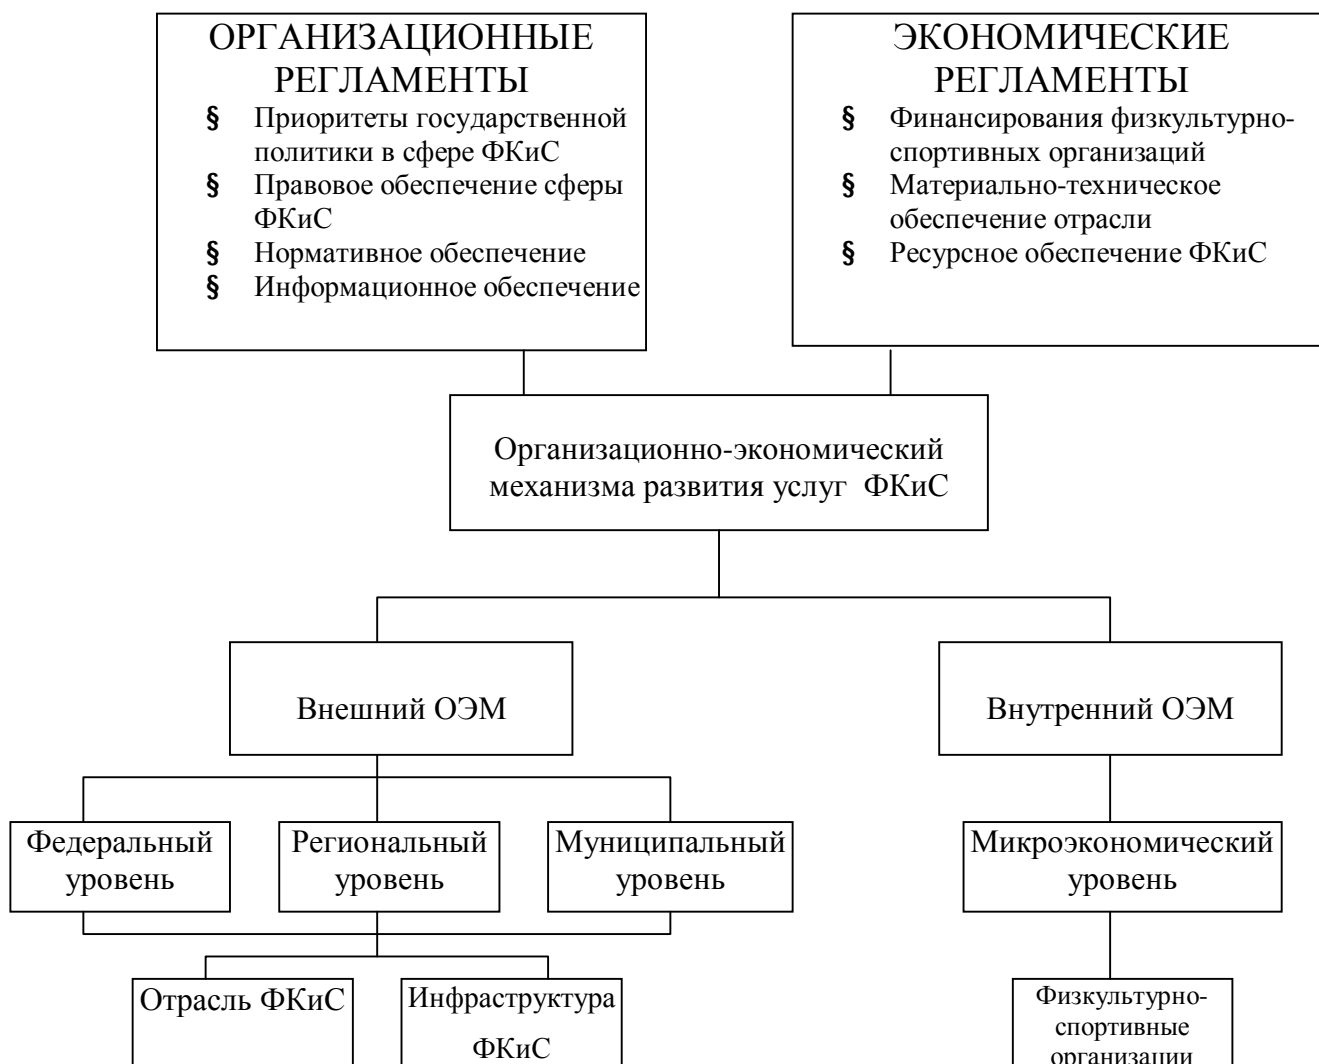 ОРГАНИЗАЦИОННЫЕ
РЕГЛАМЕНТЫ
§ Приоритеты государственной
политики в сфере ФКиС
§ Правовое обеспечение сферы
ФКиС
§ Нормативное обеспечение
§ Информационное обеспечение
ЭКОНОМИЧЕСКИЕ
РЕГЛАМЕНТЫ
§ Финансирования физкультурно-
спортивных организаций
§ Материально-техническое
обеспечение отрасли
§ Ресурсное обеспечение ФКиС
Организационно-экономический
механизма развития услуг ФКиС
Внешний ОЭМ
Внутренний ОЭМ
Федеральный
уровень
Региональный
уровень
Муниципальный
уровень
Микроэкономический
уровень
Отрасль ФКиС
Инфраструктура
ФКиС
Физкультурно-
спортивные
организации